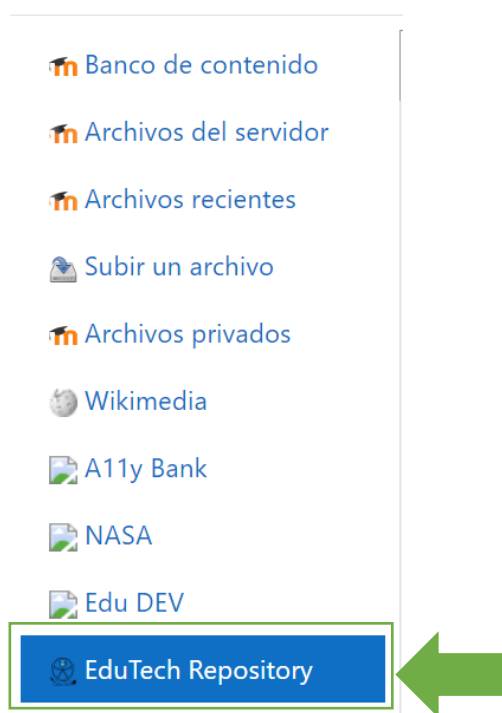 Banco de contenido
Archivos del servidor
Archivos recientes
Subir un archivo
Archivos privados
Wikimedia
A11y Bank
NASA
Edu DEV
EduTech Repository